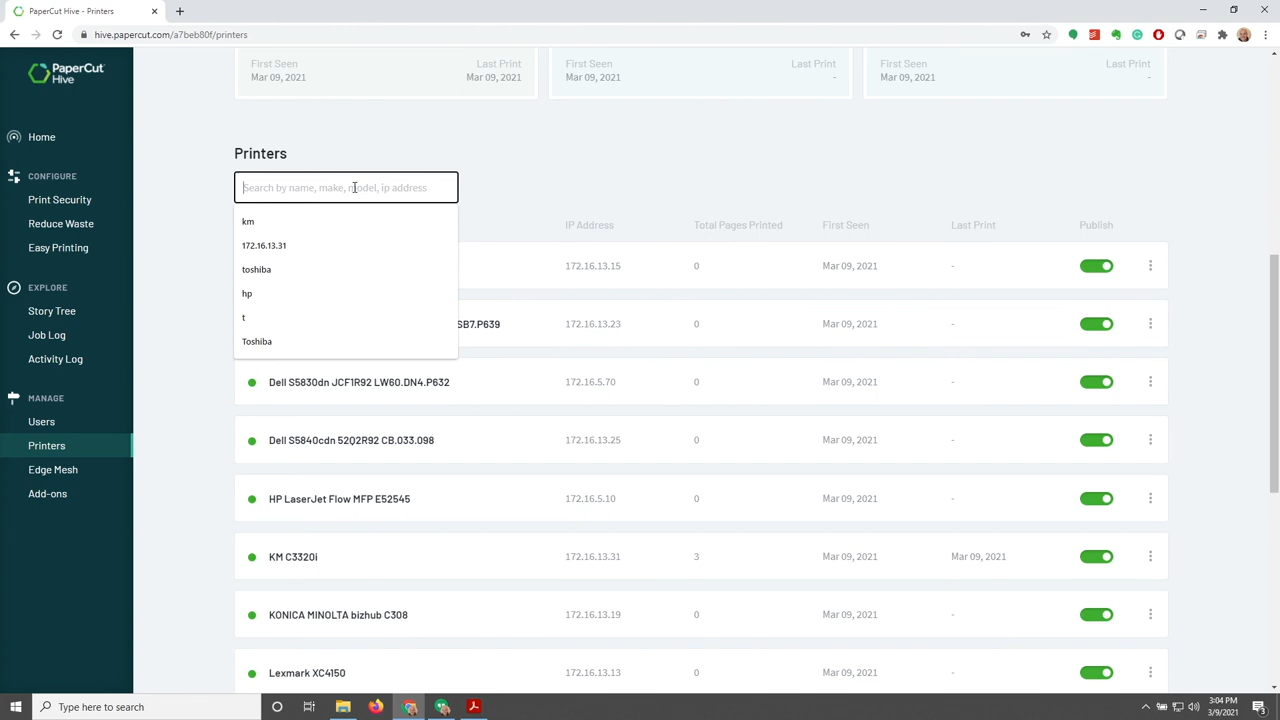 PaperCut Hive - Printers
hive.papercut.com/a7beb80f/printers
PaperCut
Hive
Home
CONFIGURE
Print Security
Reduce Waste
Easy Printing
EXPLORE
Story Tree
Job Log
Activity Log
MANAGE
Users
Printers
Edge Mesh
Add-ons
First Seen Last Print First Seen Last Print First Seen Last Print
Mar 09, 2021 Mar 09, 2021 Mar 09, 2021 - Mar 09, 2021 -
Printers
Search by name, make, model, ip address
km
172.16.13.31
toshiba
hp
t
Toshiba
IP Address Total Pages Printed First Seen Last Print Publish
172.16.13.15 0 Mar 09, 2021 -
SB7.P639 172.16.13.23 0 Mar 09, 2021 -
Dell S5830dn JCF1R92 LW60.DN4.P632 172.16.5.70 0 Mar 09, 2021 -
Dell S5840cdn 52Q2R92 CB.033.098 172.16.13.25 0 Mar 09, 2021 -
HP LaserJet Flow MFP E52545 172.16.5.10 0 Mar 09, 2021 -
KM C3320i 172.16.13.31 3 Mar 09, 2021 Mar 09, 2021
KONICA MINOLTA bizhub C308 172.16.13.19 0 Mar 09, 2021 -
Lexmark XC4150 172.16.13.13 0 Mar 09, 2021 -
Type here to search
3:04 PM
3/9/2021
3